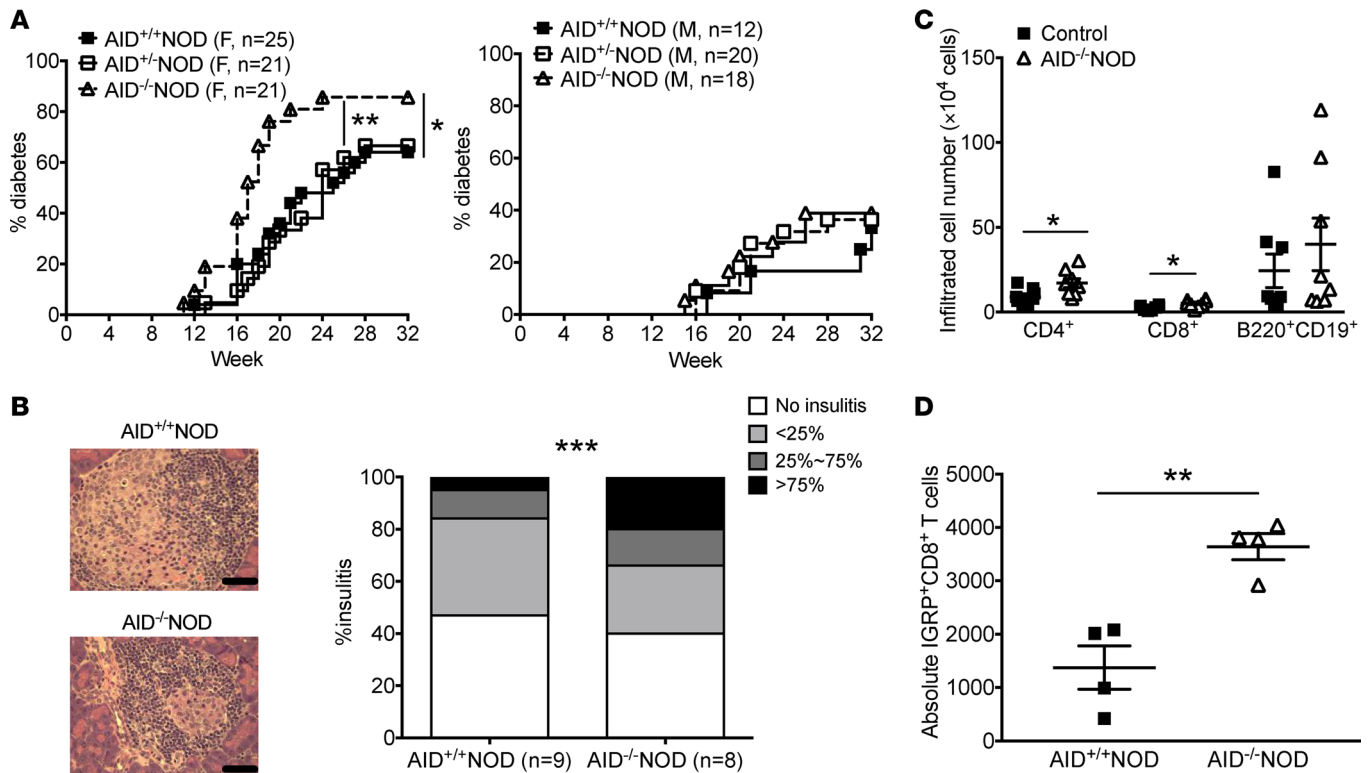 A
AID+/+NOD (F, n=25)
AID+/-NOD (F, n=21)
AID-/-NOD (F, n=21)
100
80
60
40
20
0
% diabetes
**
*
0 4 8 12 16 20 24 28 32
Week
AID+/+NOD (M, n=12)
AID+/-NOD (M, n=20)
AID-/-NOD (M, n=18)
100
80
60
40
20
0
% diabetes
0 4 8 12 16 20 24 28 32
Week
C
Control
AID-/-NOD
150
100
50
0
Infiltrated cell number (×10⁴ cells)
*
*
CD4+ CD8+ B220+CD19+
B
AID+/+NOD
AID-/-NOD
No insulitis
<25%
25%~75%
>75%
***
100
80
60
40
20
0
%insulitis
AID+/+NOD (n=9) AID-/-NOD (n=8)
D
5000
4000
3000
2000
1000
0
Absolute IGRP+CD8+ T cells
**
AID+/+NOD AID-/-NOD